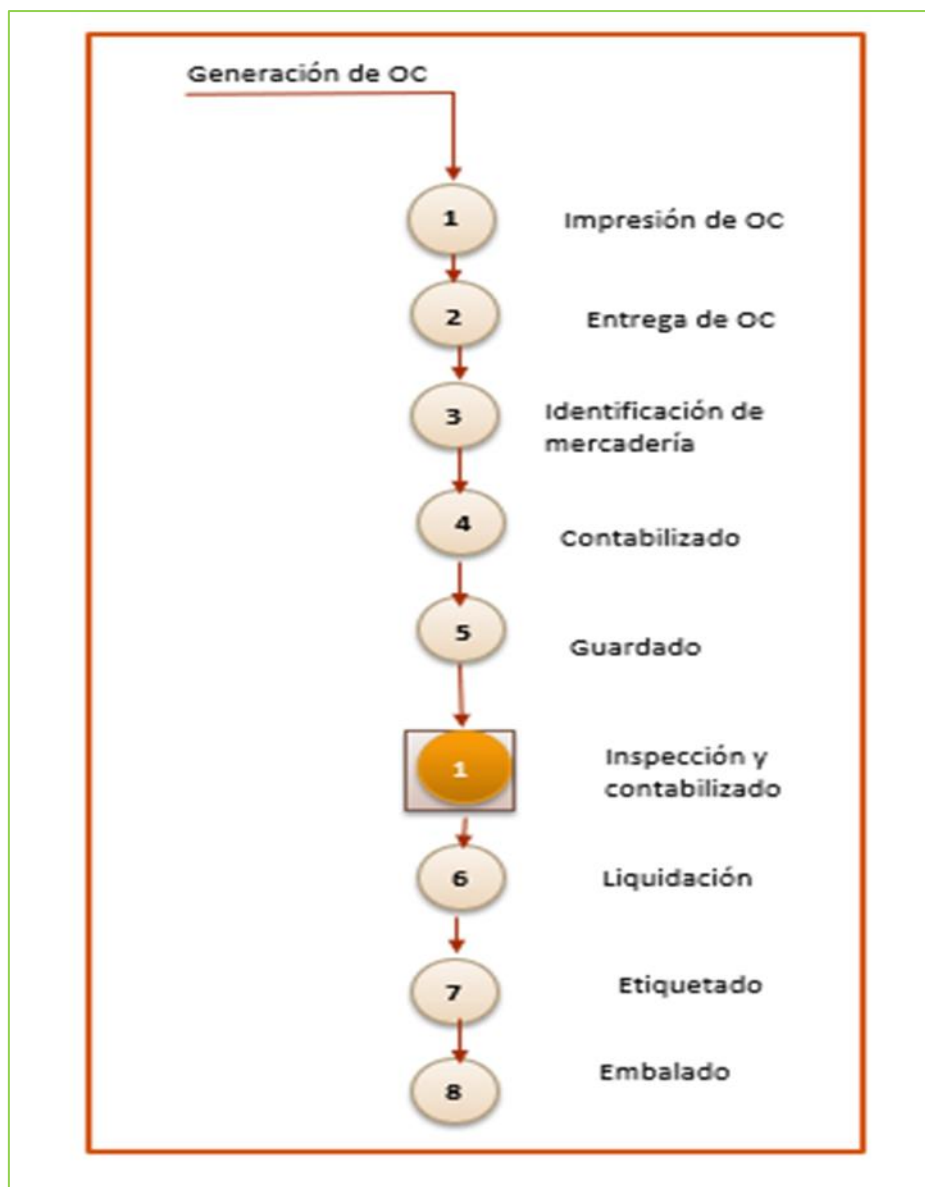 Generación de OC
1
Impresión de OC
2
Entrega de OC
3
Identificación de
mercadería
4
Contabilizado
5
Guardado
1
Inspección y
contabilizado
6
Liquidación
7
Etiquetado
8
Embalado